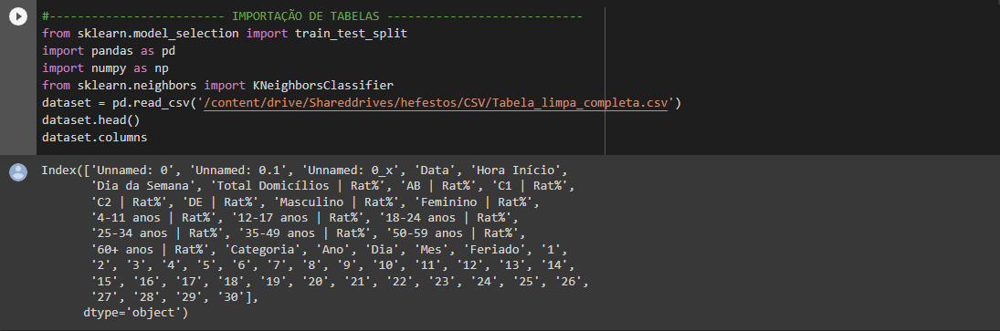 #------------------------- IMPORTAÇÃO DE TABELAS ----------------------------
from sklearn.model_selection import train_test_split
import pandas as pd
import numpy as np
from sklearn.neighbors import KNeighborsClassifier
dataset = pd.read_csv('/content/drive/Shareddrives/hefestos/CSV/Tabela_limpa_completa.csv')
dataset.head()
dataset.columns
Index(['Unnamed: 0', 'Unnamed: 0.1', 'Unnamed: 0_x', 'Data', 'Hora Início',
'Dia da Semana', 'Total Domicílios | Rat%', 'AB | Rat%', 'C1 | Rat%',
'C2 | Rat%', 'DE | Rat%', 'Masculino | Rat%', 'Feminino | Rat%',
'4-11 anos | Rat%', '12-17 anos | Rat%', '18-24 anos | Rat%',
'25-34 anos | Rat%', '35-49 anos | Rat%', '50-59 anos | Rat%',
'60+ anos | Rat%', 'Categoria', 'Ano', 'Dia', 'Mes', 'Feriado', '1',
'2', '3', '4', '5', '6', '7', '8', '9', '10', '11', '12', '13', '14',
'15', '16', '17', '18', '19', '20', '21', '22', '23', '24', '25', '26',
'27', '28', '29', '30'],
dtype='object')